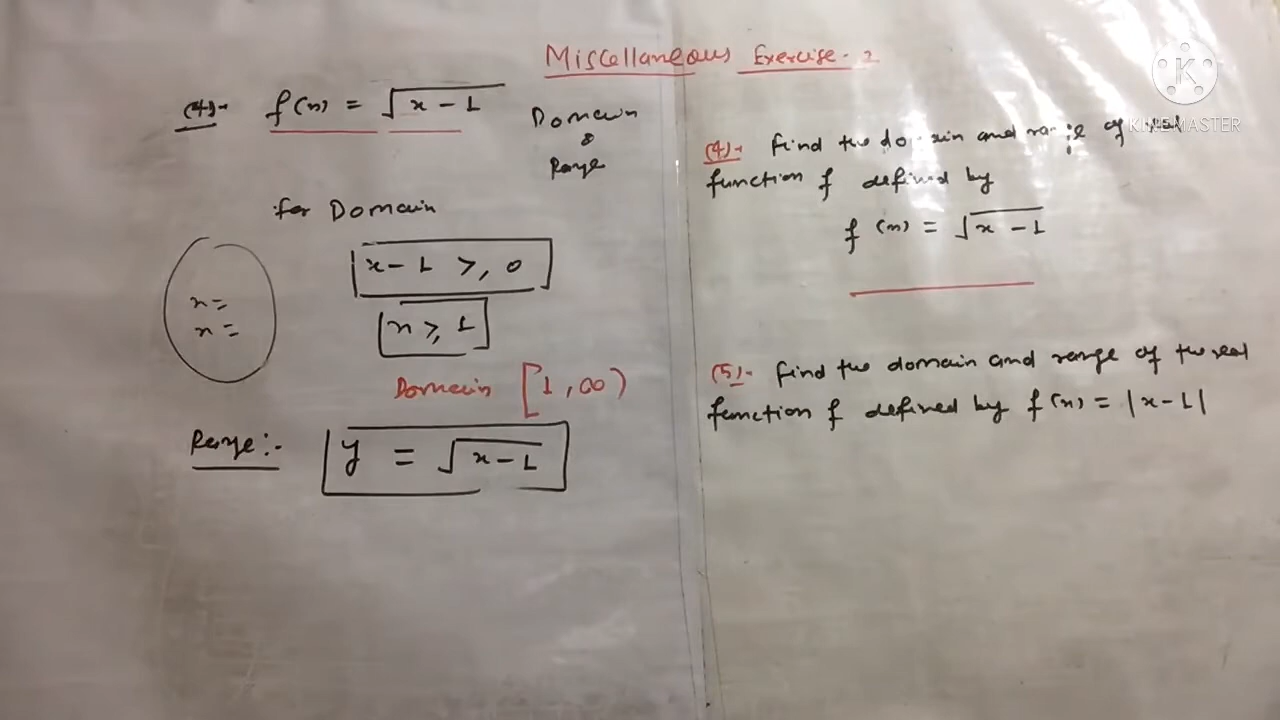 Miscellaneous Exercise - 2
(4)- f(x) = √x - 1
Domain
&
Range
for Domain
x - 1 ≥ 0
x ≥ 1
x =
x =
Domain [1, ∞)
Range :- y = √x - 1
K
KINEMASTER
(4)- find the domain and range of
function f defined by
f(x) = √x - 1
(5)- find the domain and range of the real
function f defined by f(x) = |x - 1|